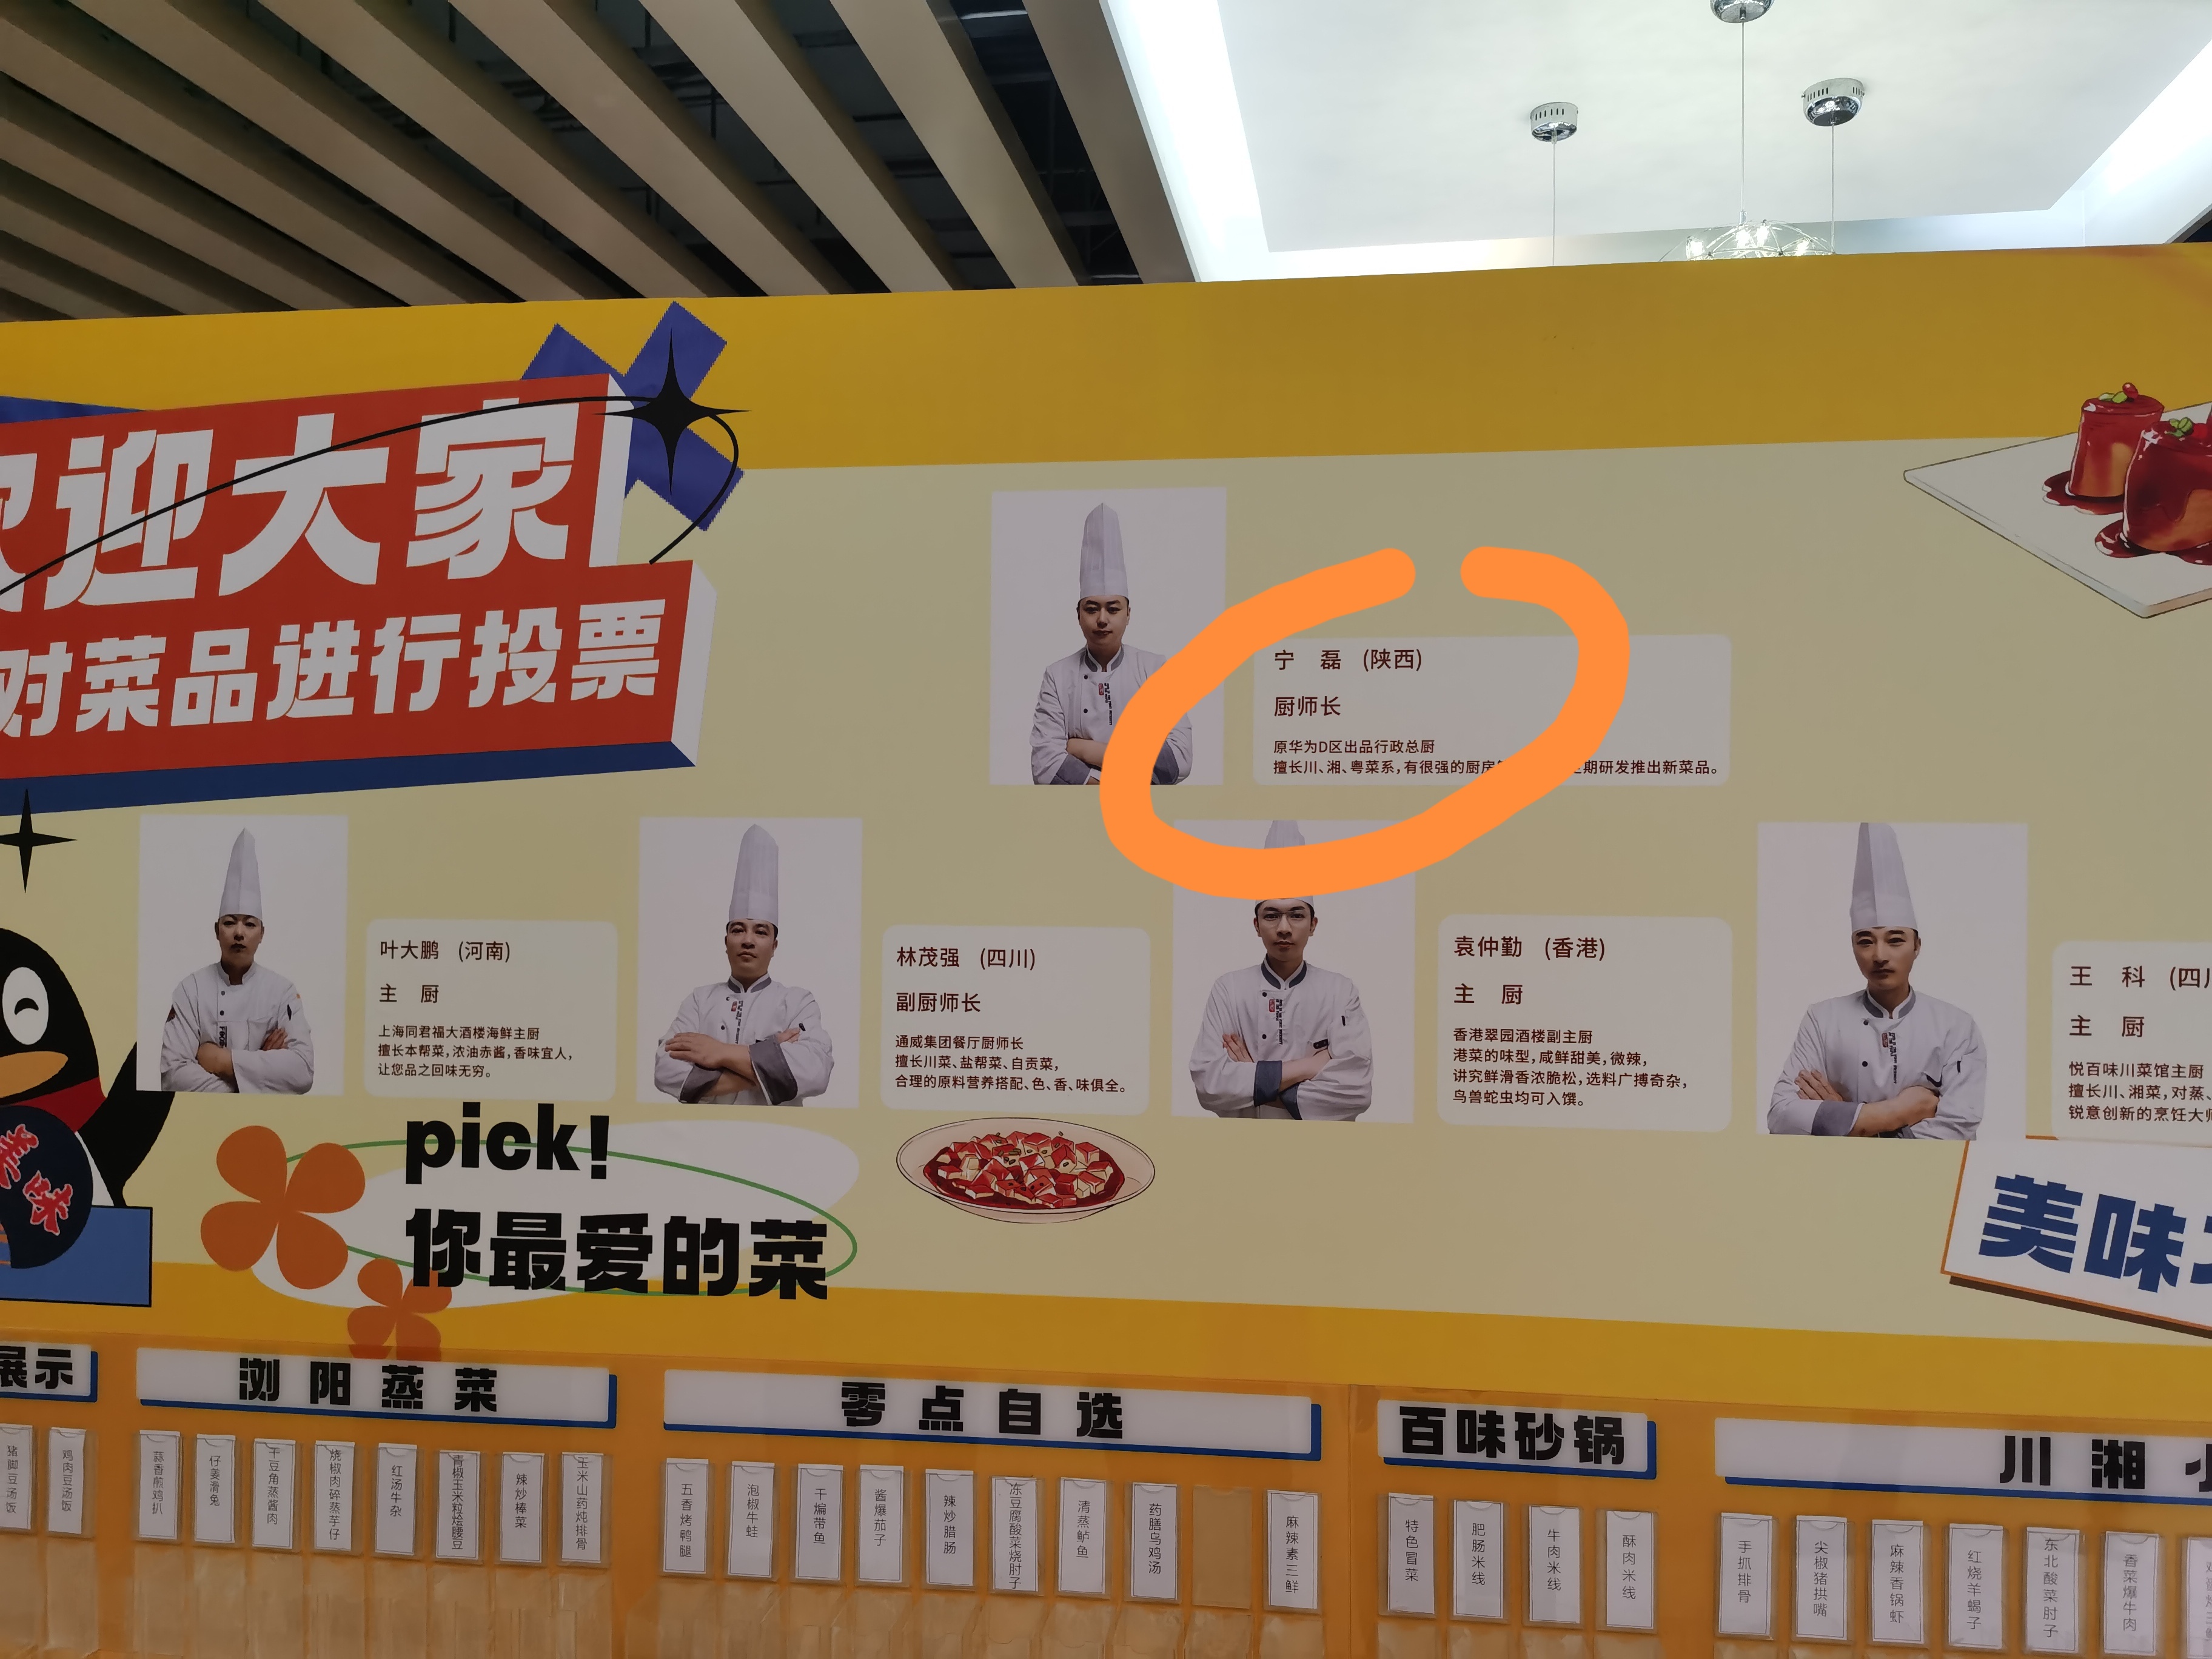 迎大家
对菜品进行投票
宁 磊 (陕西)
厨师长
原华为D区出品行政总厨
擅长川、湘、粤菜系，有很强的厨房 期研发推出新菜品。
叶大鹏 (河南)
主 厨
上海同君福大酒楼海鲜主厨
擅长本帮菜，浓油赤酱，香味宜人，
让您品之回味无穷。
林茂强 (四川)
副厨师长
通威集团餐厅厨师长
擅长川菜、盐帮菜、自贡菜，
合理的原料营养搭配、色、香、味俱全。
袁仲勤 (香港)
主 厨
香港翠园酒楼副主厨
港菜的味型，咸鲜甜美，微辣，
讲究鲜滑香浓脆松，选料广搏奇杂，
鸟兽蛇虫均可入馔。
王 科 (四川
主 厨
悦百味川菜馆主厨
擅长川、湘菜，对蒸、
锐意创新的烹饪大师
美味
pick!
你最爱的菜
美味
展示
浏阳蒸菜
零点自选
百味砂锅
川湘
猪脚豆汤饭
鸡肉豆汤饭
蒜香煎鸡扒
仔姜滑兔
干豆角蒸酱肉
烧椒肉碎蒸芋仔
红汤牛杂
青椒玉米粒烩腰豆
辣炒棒菜
玉米山药炖排骨
五香烤鸭腿
泡椒牛蛙
干煸带鱼
酱爆茄子
辣炒腊肠
冻豆腐酸菜烧肘子
清蒸鲈鱼
药膳乌鸡汤
麻辣素三鲜
特色冒菜
肥肠米线
牛肉米线
酥肉米线
手抓排骨
尖椒猪拱嘴
麻辣香锅虾
红烧羊蝎子
东北酸菜肘子
香菜爆牛肉